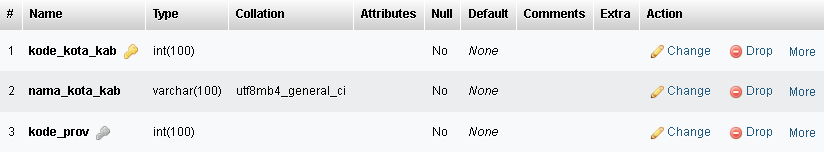 # Name Type Collation Attributes Null Default Comments Extra Action
1 kode_kota_kab int(100) No None Change Drop More
2 nama_kota_kab varchar(100) utf8mb4_general_ci No None Change Drop More
3 kode_prov int(100) No None Change Drop More